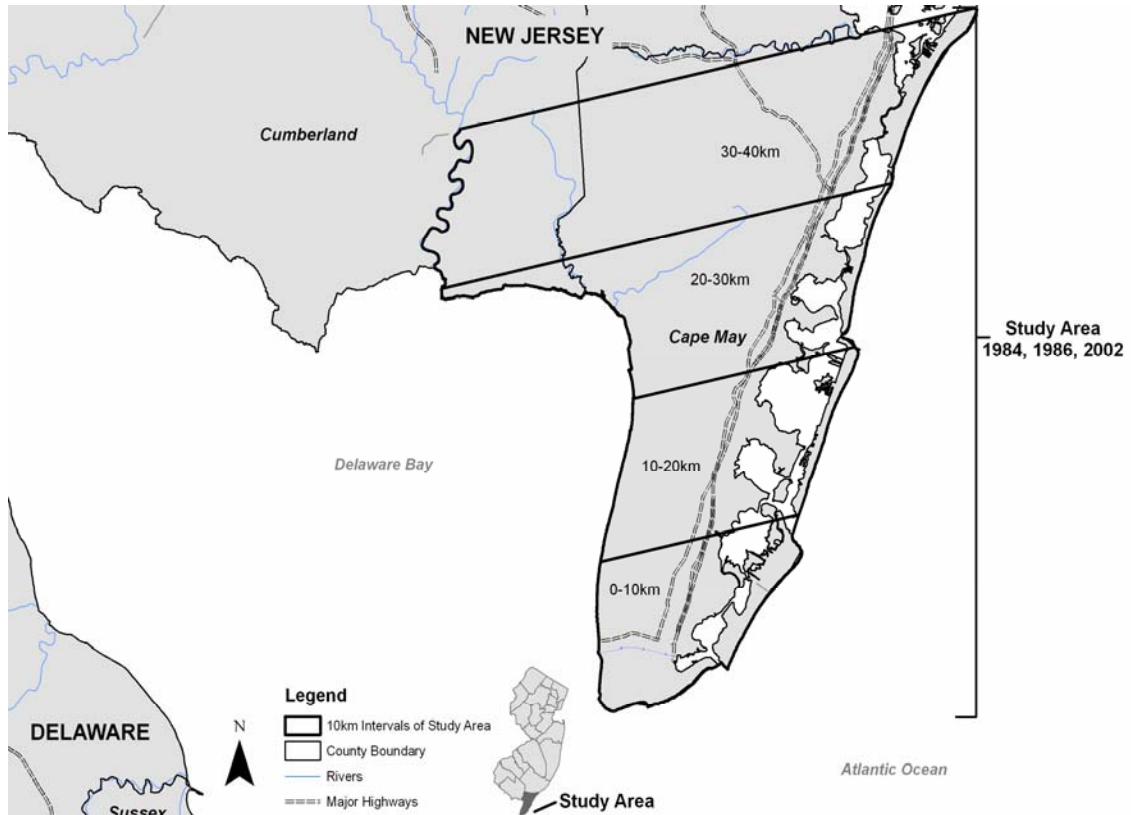 NEW JERSEY
Cumberland
30-40km
20-30km
Cape May
Study Area
1984, 1986, 2002
Delaware Bay
10-20km
0-10km
Legend
10km Intervals of Study Area
County Boundary
Rivers
Major Highways
N
DELAWARE
Sussex
Study Area
Atlantic Ocean